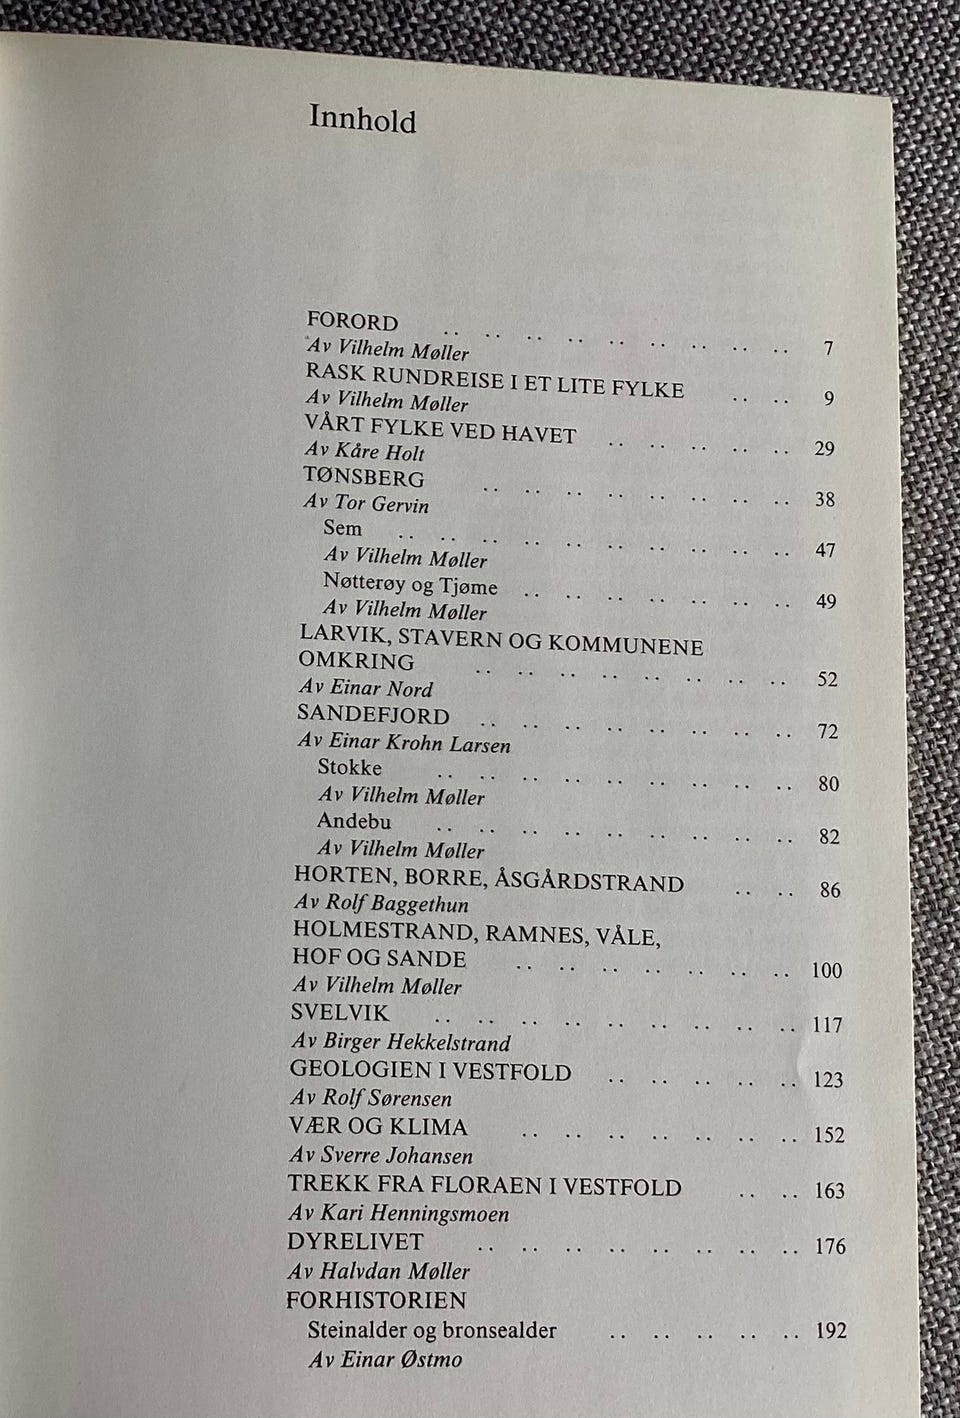 Innhold
FORORD .. .. .. .. .. .. .. .. .. 7
Av Vilhelm Møller
RASK RUNDREISE I ET LITE FYLKE .. .. 9
Av Vilhelm Møller
VÅRT FYLKE VED HAVET .. .. .. .. .. 29
Av Kåre Holt
TØNSBERG .. .. .. .. .. .. .. .. 38
Av Tor Gervin
Sem .. .. .. .. .. .. .. .. .. .. .. .. 47
Av Vilhelm Møller
Nøtterøy og Tjøme .. .. .. .. .. .. .. 49
Av Vilhelm Møller
LARVIK, STAVERN OG KOMMUNENE
OMKRING .. .. .. .. .. .. .. .. 52
Av Einar Nord
SANDEFJORD .. .. .. .. .. .. .. .. 72
Av Einar Krohn Larsen
Stokke .. .. .. .. .. .. .. .. .. 80
Av Vilhelm Møller
Andebu .. .. .. .. .. .. .. .. .. 82
Av Vilhelm Møller
HORTEN, BORRE, ÅSGÅRDSTRAND .. .. 86
Av Rolf Baggethun
HOLMESTRAND, RAMNES, VÅLE,
HOF OG SANDE .. .. .. .. .. .. .. 100
Av Vilhelm Møller
SVELVIK .. .. .. .. .. .. .. .. .. 117
Av Birger Hekkelstrand
GEOLOGIEN I VESTFOLD .. .. .. .. .. 123
Av Rolf Sørensen
VÆR OG KLIMA .. .. .. .. .. .. .. 152
Av Sverre Johansen
TREKK FRA FLORAEN I VESTFOLD .. .. 163
Av Kari Henningsmoen
DYRELIVET .. .. .. .. .. .. .. .. 176
Av Halvdan Møller
FORHISTORIEN
Steinalder og bronsealder .. .. .. .. .. 192
Av Einar Østmo